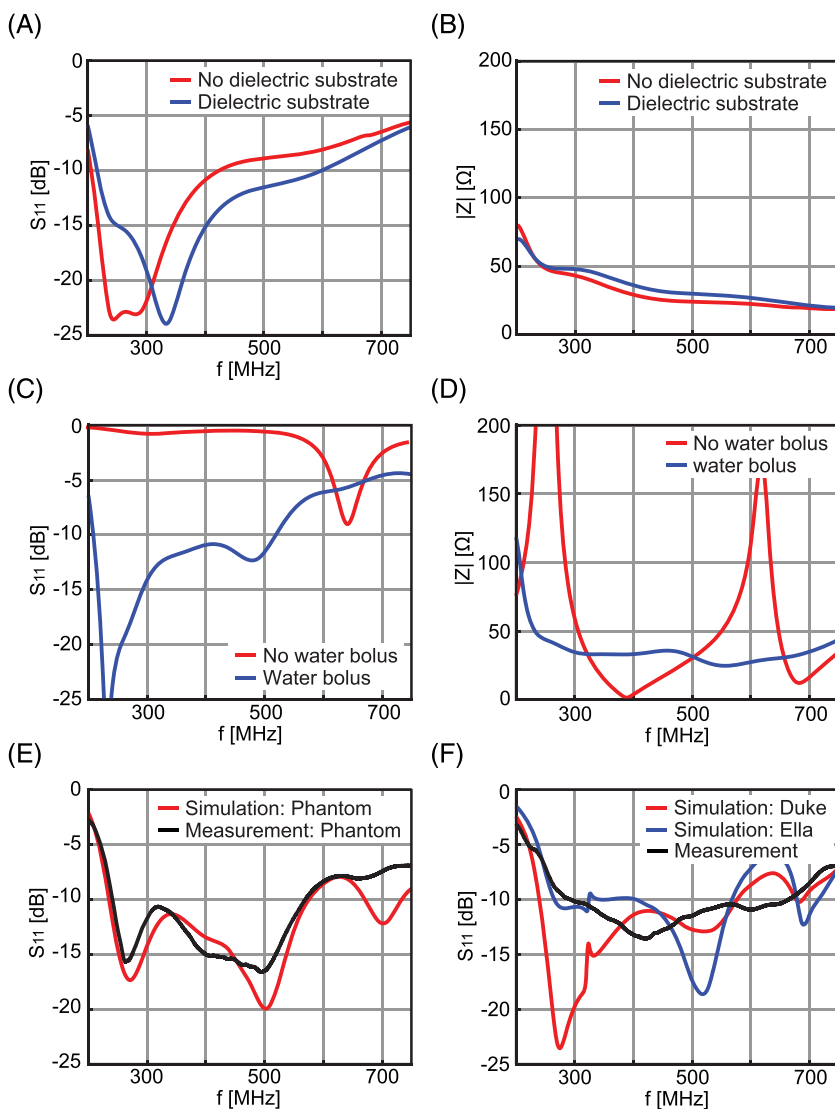 (A)
0
-5
-10
-15
-20
-25
S11 [dB]
300
500
700
f [MHz]
No dielectric substrate
Dielectric substrate
(B)
200
150
100
50
0
|Z| [Ω]
300
500
700
f [MHz]
No dielectric substrate
Dielectric substrate
(C)
0
-5
-10
-15
-20
-25
S11 [dB]
300
500
700
f [MHz]
No water bolus
Water bolus
(D)
200
150
100
50
0
|Z| [Ω]
300
500
700
f [MHz]
No water bolus
water bolus
(E)
0
-5
-10
-15
-20
-25
S11 [dB]
300
500
700
f [MHz]
Simulation: Phantom
Measurement: Phantom
(F)
0
-5
-10
-15
-20
-25
S11 [dB]
300
500
700
f [MHz]
Simulation: Duke
Simulation: Ella
Measurement